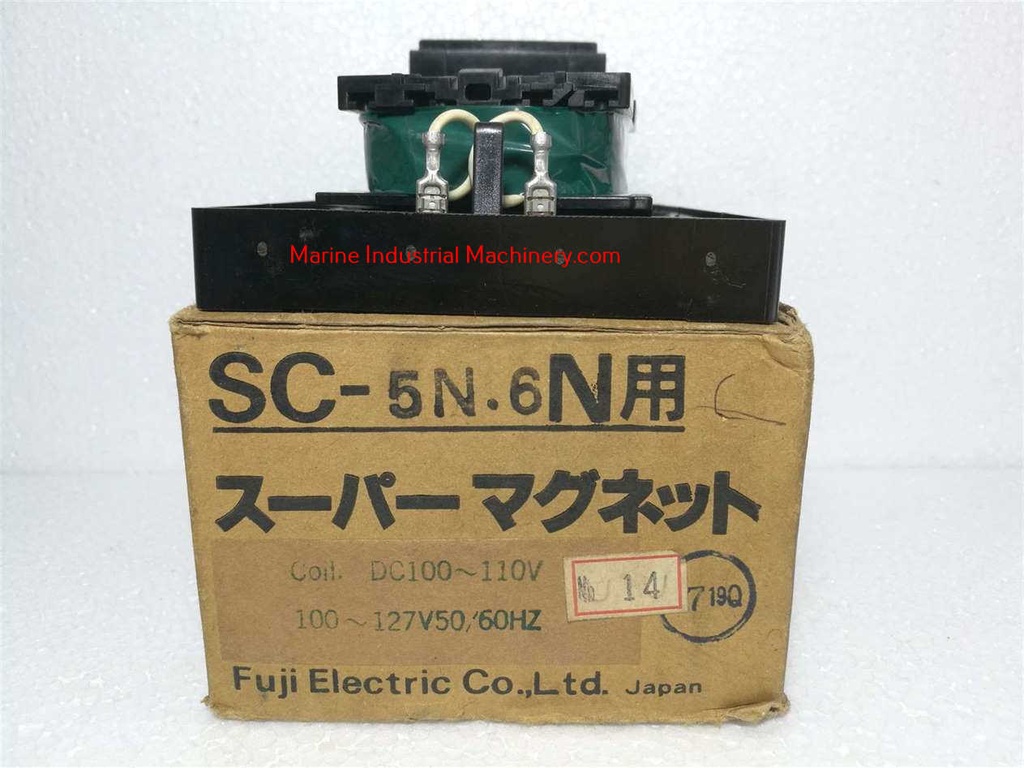 Marine Industrial Machinery.com
SC-5N.6N用
スーパーマグネット
Coil. DC100~110V
100~127V50/60HZ
№ 14
719Q
Fuji Electric Co.,Ltd. Japan